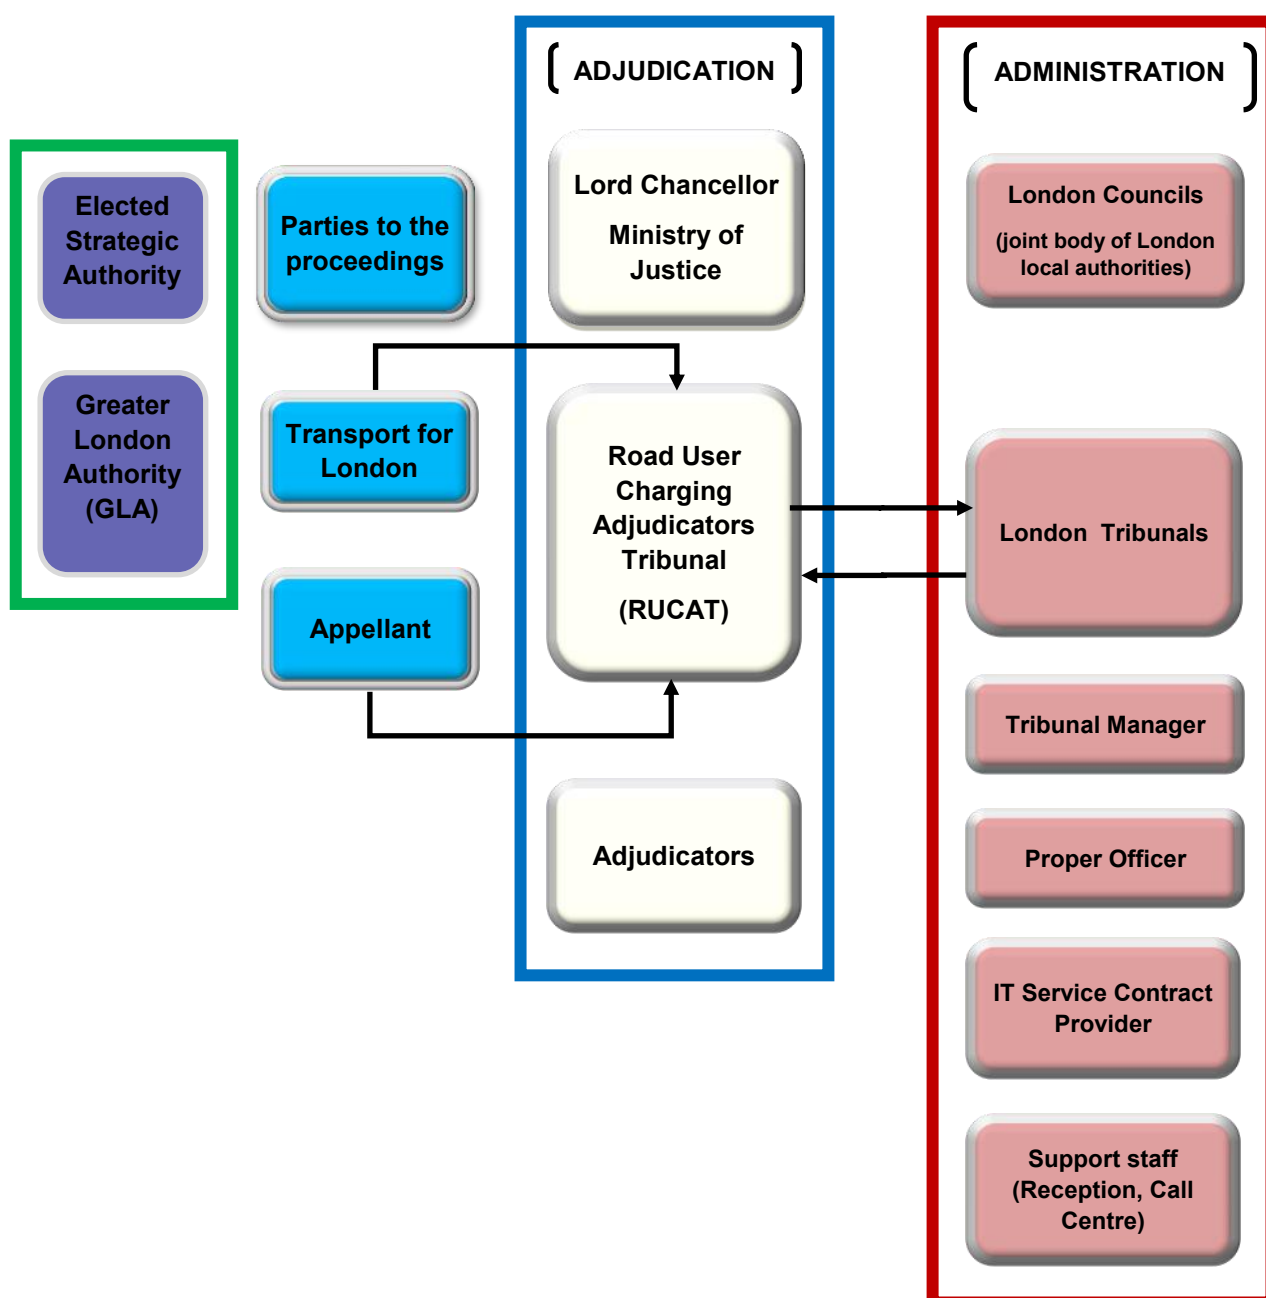 ADJUDICATION
ADMINISTRATION
Elected
Strategic
Authority
Greater
London
Authority
(GLA)
Parties to the
proceedings
Transport for
London
Appellant
Lord Chancellor
Ministry of
Justice
Road User
Charging
Adjudicators
Tribunal
(RUCAT)
Adjudicators
London Councils
(joint body of London
local authorities)
London  Tribunals
Tribunal Manager
Proper Officer
IT Service Contract
Provider
Support staff
(Reception, Call
Centre)